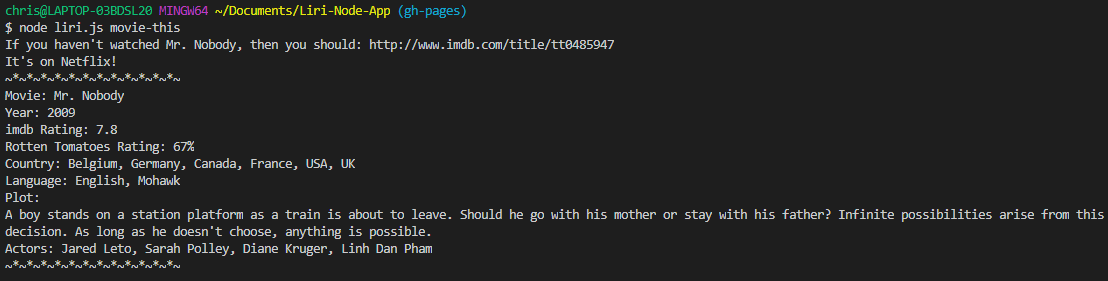 chris@LAPTOP-03BDSL20 MINGW64 ~/Documents/Liri-Node-App (gh-pages)
$ node liri.js movie-this
If you haven't watched Mr. Nobody, then you should: http://www.imdb.com/title/tt0485947
It's on Netflix!
~*~*~*~*~*~*~*~*~*~*~*~*~
Movie: Mr. Nobody
Year: 2009
imdb Rating: 7.8
Rotten Tomatoes Rating: 67%
Country: Belgium, Germany, Canada, France, USA, UK
Language: English, Mohawk
Plot:
A boy stands on a station platform as a train is about to leave. Should he go with his mother or stay with his father? Infinite possibilities arise from this
decision. As long as he doesn't choose, anything is possible.
Actors: Jared Leto, Sarah Polley, Diane Kruger, Linh Dan Pham
~*~*~*~*~*~*~*~*~*~*~*~*~